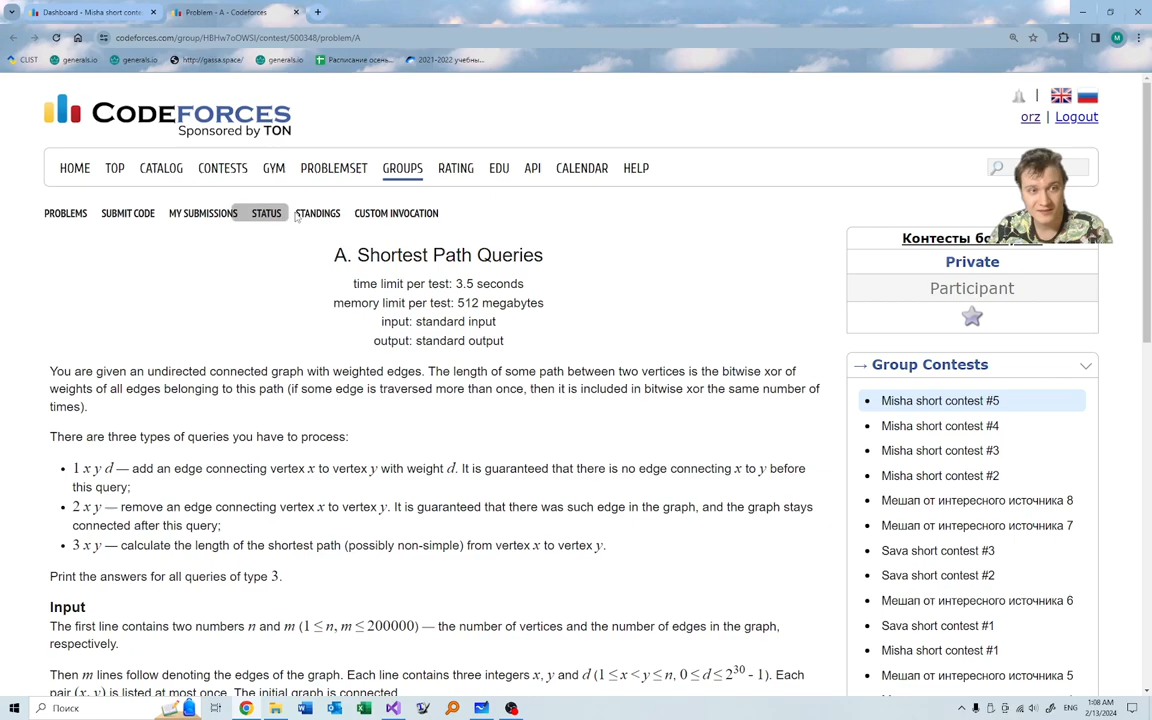 Dashboard - Misha short conte
Problem - A - Codeforces
codeforces.com/group/HBHw7oOWSI/contest/500348/problem/A
CLIST
generals.io
generals.io
http://gassa.space/
generals.io
Расписание осень...
2021-2022 учебны...
M
CODEFORCES
Sponsored by TON
orz | Logout
HOME TOP CATALOG CONTESTS GYM PROBLEMSET GROUPS RATING EDU API CALENDAR HELP
PROBLEMS SUBMIT CODE MY SUBMISSIONS STATUS STANDINGS CUSTOM INVOCATION
A. Shortest Path Queries
time limit per test: 3.5 seconds
memory limit per test: 512 megabytes
input: standard input
output: standard output
You are given an undirected connected graph with weighted edges. The length of some path between two vertices is the bitwise xor of
weights of all edges belonging to this path (if some edge is traversed more than once, then it is included in bitwise xor the same number of
times).
There are three types of queries you have to process:
• 1 x y d — add an edge connecting vertex x to vertex y with weight d. It is guaranteed that there is no edge connecting x to y before
this query;
• 2 x y — remove an edge connecting vertex x to vertex y. It is guaranteed that there was such edge in the graph, and the graph stays
connected after this query;
• 3 x y — calculate the length of the shortest path (possibly non-simple) from vertex x to vertex y.
Print the answers for all queries of type 3.
Input
The first line contains two numbers n and m (1 ≤ n, m ≤ 200000) — the number of vertices and the number of edges in the graph,
respectively.
Then m lines follow denoting the edges of the graph. Each line contains three integers x, y and d (1 ≤ x < y ≤ n, 0 ≤ d ≤ 2^30 - 1). Each
pair (x, y) is listed at most once. The initial graph is connected.
Контесты
Private
Participant
→ Group Contests
• Misha short contest #5
• Misha short contest #4
• Misha short contest #3
• Misha short contest #2
• Мешап от интересного источника 8
• Мешап от интересного источника 7
• Sava short contest #3
• Sava short contest #2
• Мешап от интересного источника 6
• Sava short contest #1
• Misha short contest #1
• Мешап от интересного источника 5
Поиск
ENG
1:08 AM
2/13/2024